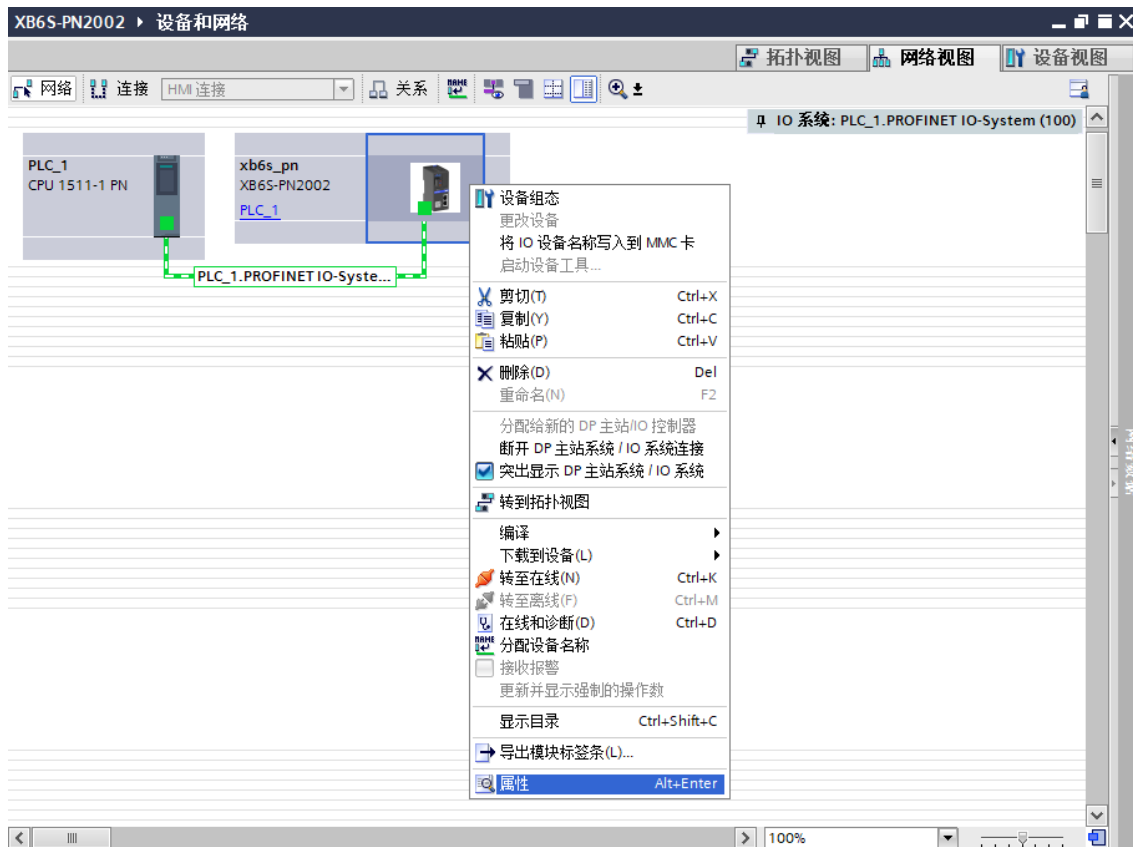 XB6S-PN2002 ▸ 设备和网络
拓扑视图
网络视图
设备视图
网络
连接
HMI 连接
关系
IO 系统: PLC_1.PROFINET IO-System (100)
PLC_1
CPU 1511-1 PN
xb6s_pn
XB6S-PN2002
PLC_1
PLC_1.PROFINET IO-Syste...
设备组态
更改设备
将 IO 设备名称写入到 MMC 卡
启动设备工具...
剪切(T) Ctrl+X
复制(Y) Ctrl+C
粘贴(P) Ctrl+V
删除(D) Del
重命名(N) F2
分配给新的 DP 主站/IO 控制器
断开 DP 主站系统 / IO 系统连接
突出显示 DP 主站系统 / IO 系统
转到拓扑视图
编译
下载到设备(L)
转至在线(N) Ctrl+K
转至离线(F) Ctrl+M
在线和诊断(D) Ctrl+D
分配设备名称
接收报警
更新并显示强制的操作数
显示目录 Ctrl+Shift+C
导出模块标签条(L)...
属性 Alt+Enter
100%